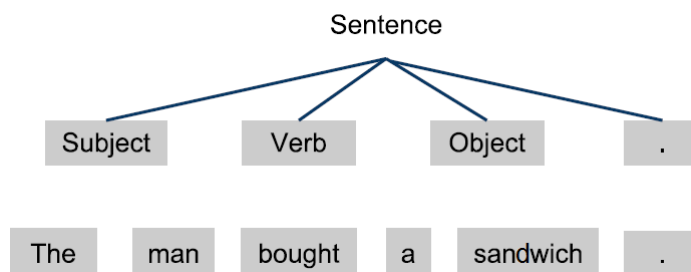 Sentence
Subject Verb Object .
The man bought a sandwich .